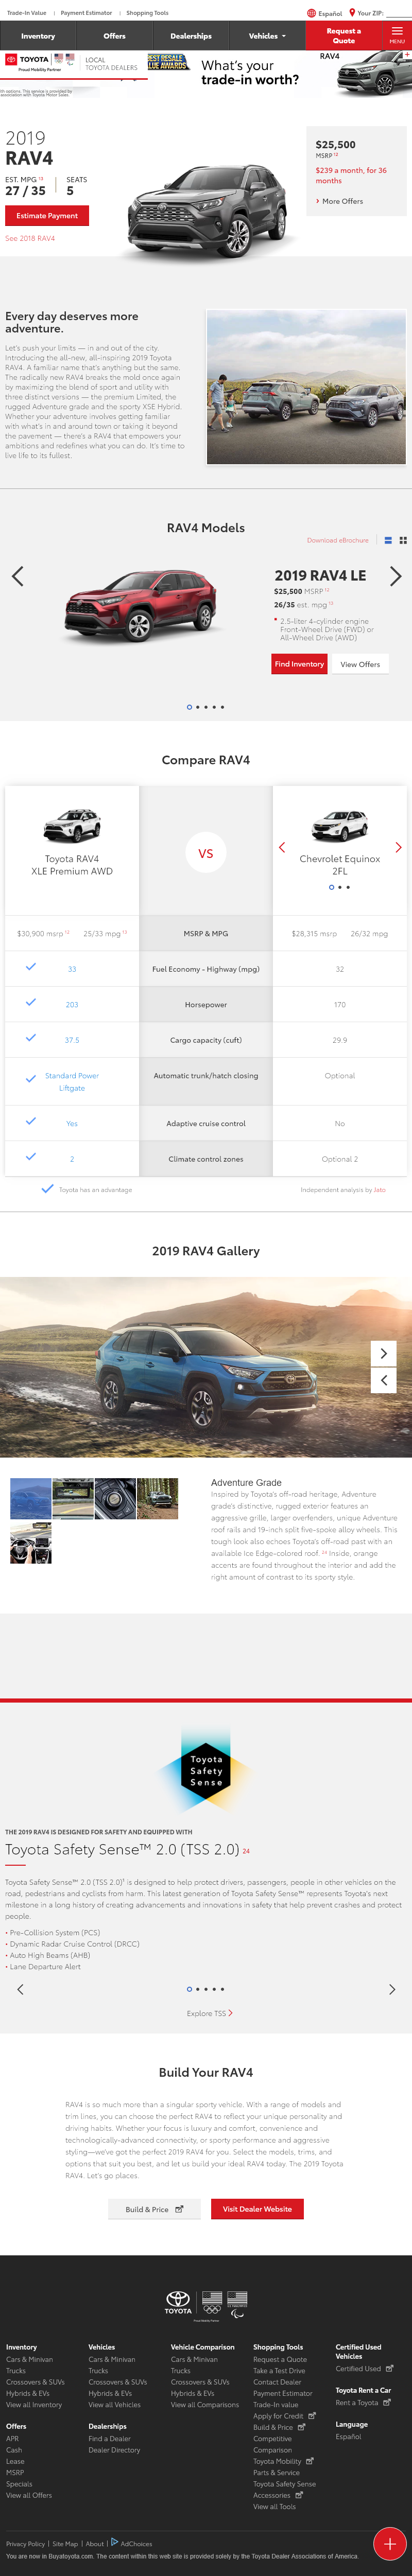 Trade-In Value | Payment Estimator | Shopping Tools
Español Your ZIP:
Inventory Offers Dealerships Vehicles Request a Quote MENU
TOYOTA LOCAL TOYOTA DEALERS
Proud Mobility Partner
BLUE AWARDS
What's your trade-in worth?
RAV4
association with Toyota Motor Sales
2019
RAV4
EST. MPG 13 SEATS
27 / 35 5
Estimate Payment
See 2018 RAV4
$25,500
MSRP 12
$239 a month, for 36 months
More Offers
Every day deserves more adventure.
Let's push your limits — in and out of the city.
Introducing the all-new, all-inspiring 2019 Toyota
RAV4. A familiar name that's anything but the same.
The radically new RAV4 breaks the mold once again
by maximizing the blend of sport and utility with
three distinct versions — the premium Limited, the
rugged Adventure grade and the sporty XSE Hybrid.
Whether your adventure involves getting familiar
with what's in and around town or taking it beyond
the pavement — there's a RAV4 that empowers your
ambitions and redefines what you can do. It's time to
live life to its fullest.
RAV4 Models
Download eBrochure
2019 RAV4 LE
$25,500 MSRP 12
26/35 est. mpg 13
2.5-liter 4-cylinder engine
Front-Wheel Drive (FWD) or
All-Wheel Drive (AWD)
Find Inventory View Offers
Compare RAV4
Toyota RAV4
XLE Premium AWD
VS
Chevrolet Equinox
2FL
$30,900 msrp 12 25/33 mpg 13 MSRP & MPG $28,315 msrp 26/32 mpg
33 Fuel Economy - Highway (mpg) 32
203 Horsepower 170
37.5 Cargo capacity (cuft) 29.9
Standard Power Liftgate Automatic trunk/hatch closing Optional
Yes Adaptive cruise control No
2 Climate control zones Optional 2
Toyota has an advantage
Independent analysis by Jato
2019 RAV4 Gallery
Adventure Grade
Inspired by Toyota's off-road heritage, Adventure
grade's distinctive, rugged exterior features an
aggressive grille, larger overfenders, unique Adventure
roof rails and 19-inch split five-spoke alloy wheels. This
tough look also echoes Toyota's off-road past with an
available Ice Edge-colored roof. Inside, orange
accents are found throughout the interior and add the
right amount of contrast to its sporty style.
Toyota
Safety
Sense
THE 2019 RAV4 IS DESIGNED FOR SAFETY AND EQUIPPED WITH
Toyota Safety Sense™ 2.0 (TSS 2.0) 24
Toyota Safety Sense™ 2.0 (TSS 2.0) is designed to help protect drivers, passengers, people in other vehicles on the
road, pedestrians and cyclists from harm. This latest generation of Toyota Safety Sense™ represents Toyota's next
milestone in a long history of creating advancements and innovations in safety that help prevent crashes and protect
people.
• Pre-Collision System (PCS)
• Dynamic Radar Cruise Control (DRCC)
• Auto High Beams (AHB)
• Lane Departure Alert
Explore TSS
Build Your RAV4
RAV4 is so much more than a singular sporty vehicle. With a range of models and
trim lines, you can choose the perfect RAV4 to reflect your unique personality and
driving habits. Whether your focus is luxury and comfort, convenience and
technologically-advanced connectivity, or sporty performance and aggressive
styling—we've got the perfect 2019 RAV4 for you. Select the models, trims, and
options that suit you best, and let us build your ideal RAV4 today. The 2019 Toyota
RAV4. Let's go places.
Build & Price Visit Dealer Website
TOYOTA
Inventory
Cars & Minivan
Trucks
Crossovers & SUVs
Hybrids & EVs
View all Inventory
Offers
APR
Cash
Lease
MSRP
Specials
View all Offers
Vehicles
Cars & Minivan
Trucks
Crossovers & SUVs
Hybrids & EVs
View all Vehicles
Dealerships
Find a Dealer
Dealer Directory
Vehicle Comparison
Cars & Minivan
Trucks
Crossovers & SUVs
Hybrids & EVs
View all Comparisons
Shopping Tools
Request a Quote
Take a Test Drive
Contact Dealer
Payment Estimator
Trade-In value
Apply for Credit
Build & Price
Competitive
Comparison
Toyota Mobility
Parts & Service
Toyota Safety Sense
Accessories
View all Tools
Certified Used
Vehicles
Certified Used
Toyota Rent a Car
Rent a Toyota
Language
Español
Privacy Policy | Site Map | About | AdChoices
You are now in Buyatoyota.com. The content within this web site is provided solely by the Toyota Dealer Associations of America.